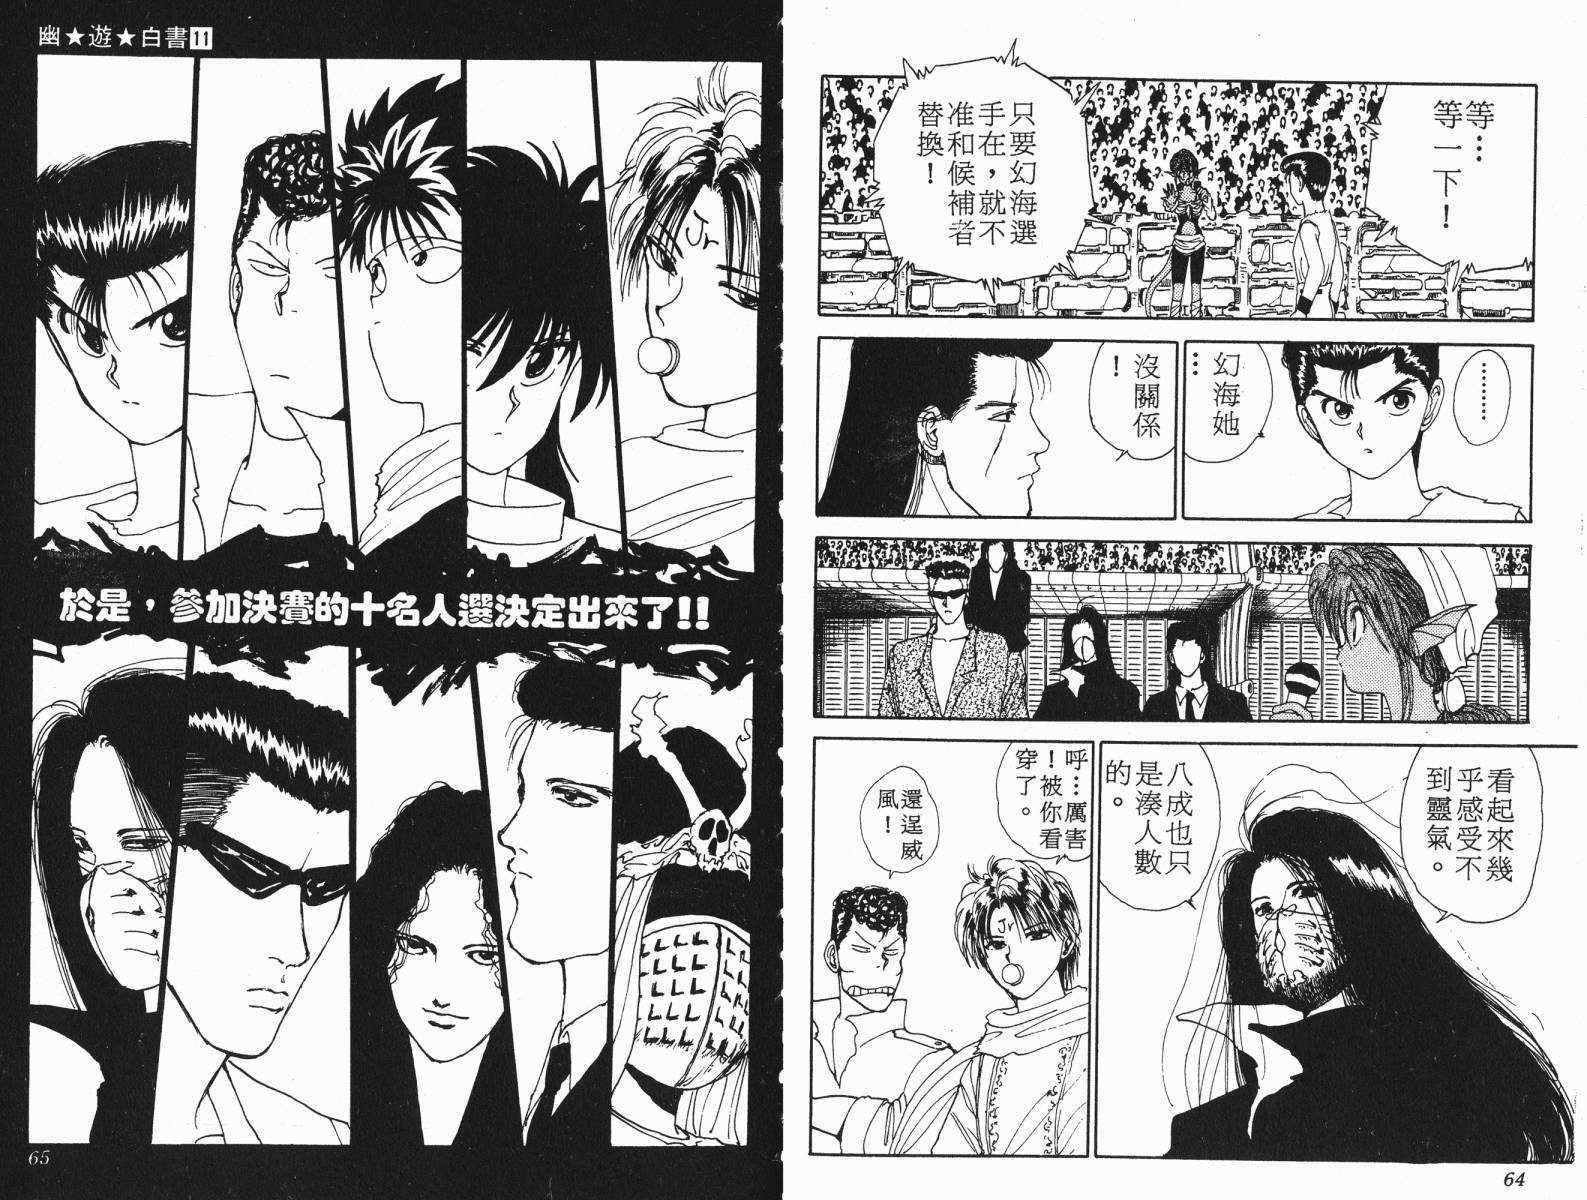 等…
等一下！
只要幻海選
手在，就不
准和候補者
替換！
………
幻海她
…
沒關係
！
看起來幾
乎感受不
到靈氣。
八成也只
是湊人數
的。
呼…厲害
！被你看
穿了。
還逞威
風！
Jr
64
幽★遊★白書11
Jr
於是，參加決賽的十名人選決定出來了!!
65